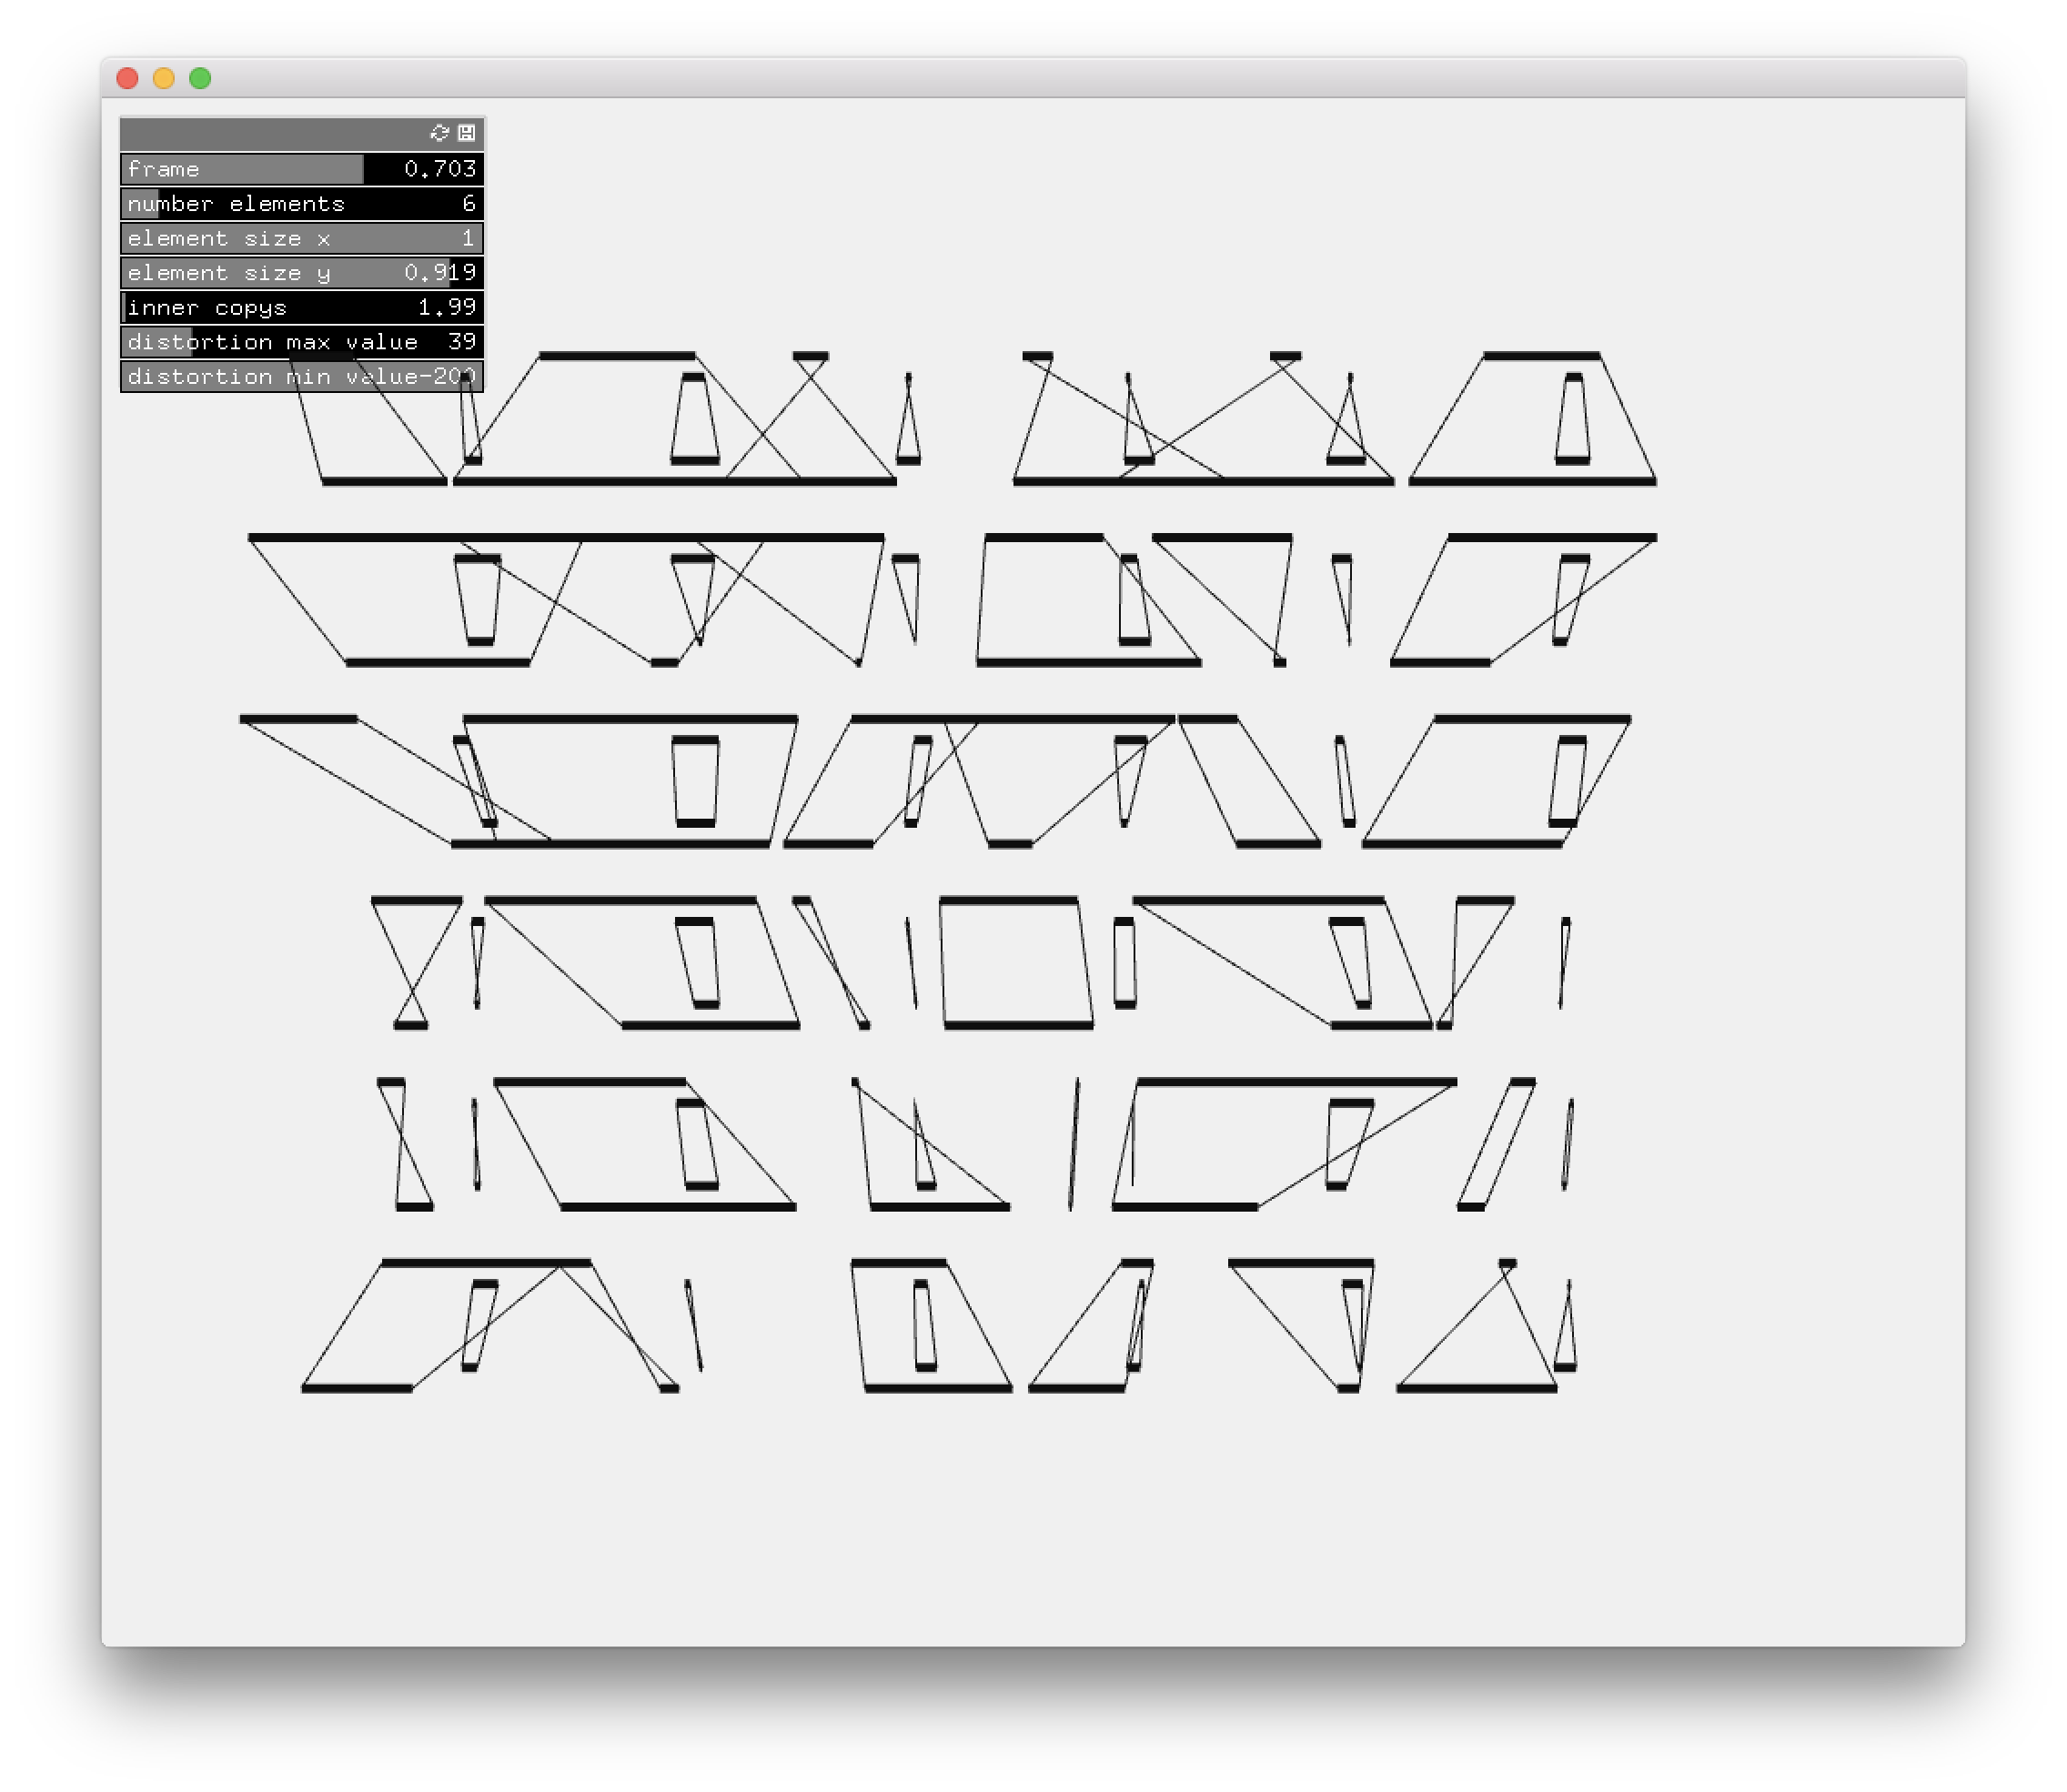 frame 0.703
number elements 6
element size x 1
element size y 0.919
inner copys 1.99
distortion max value 39
distortion min value-200